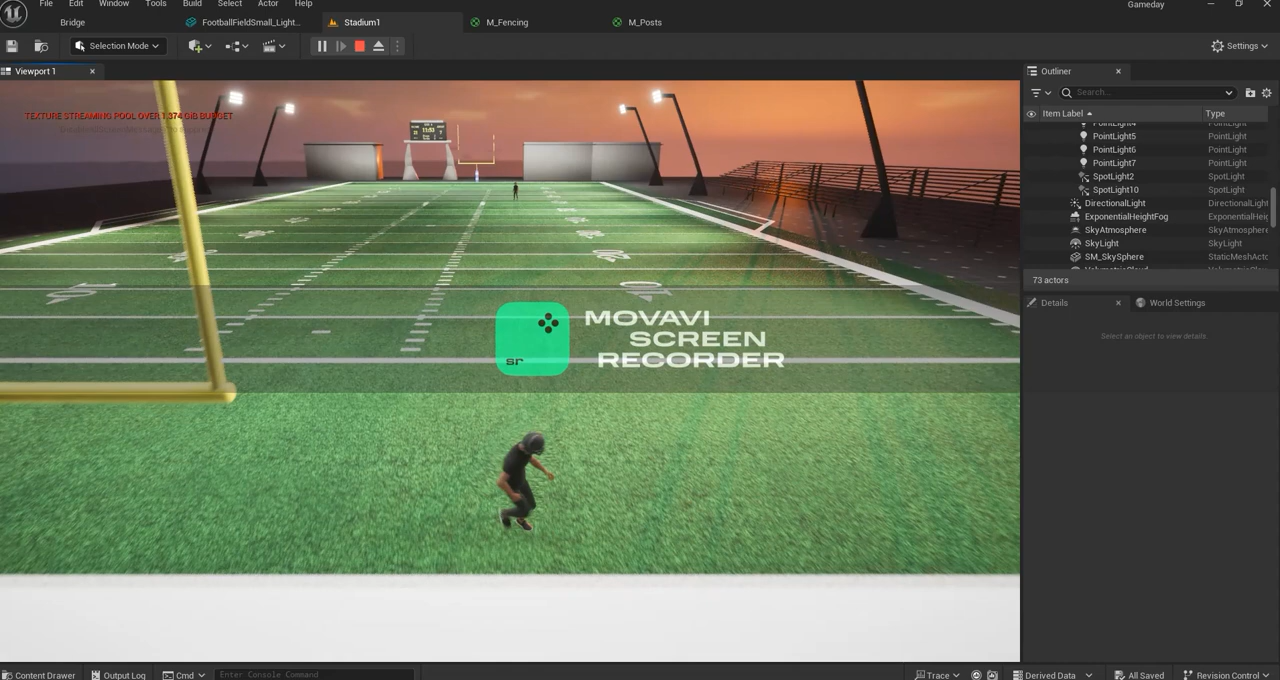 File Edit Window Tools Build Select Actor Help
Gameday
Bridge
FootballFieldSmall_Light...
Stadium1
M_Fencing
M_Posts
Selection Mode
Settings
Viewport 1
Outliner
TEXTURE STREAMING POOL OVER 1.374 GiB BUDGET
Search...
Item Label
Type
PointLight4
PointLight5 PointLight
PointLight6 PointLight
PointLight7 PointLight
SpotLight2 SpotLight
SpotLight10 SpotLight
DirectionalLight DirectionalLight
ExponentialHeightFog ExponentialHeig
SkyAtmosphere SkyAtmosphere
SkyLight SkyLight
SM_SkySphere StaticMeshActo
73 actors
Details
World Settings
Select an object to view details.
MOVAVI
SCREEN
RECORDER
sr
Content Drawer
Output Log
Cmd
Enter Console Command
Trace
Derived Data
All Saved
Revision Control